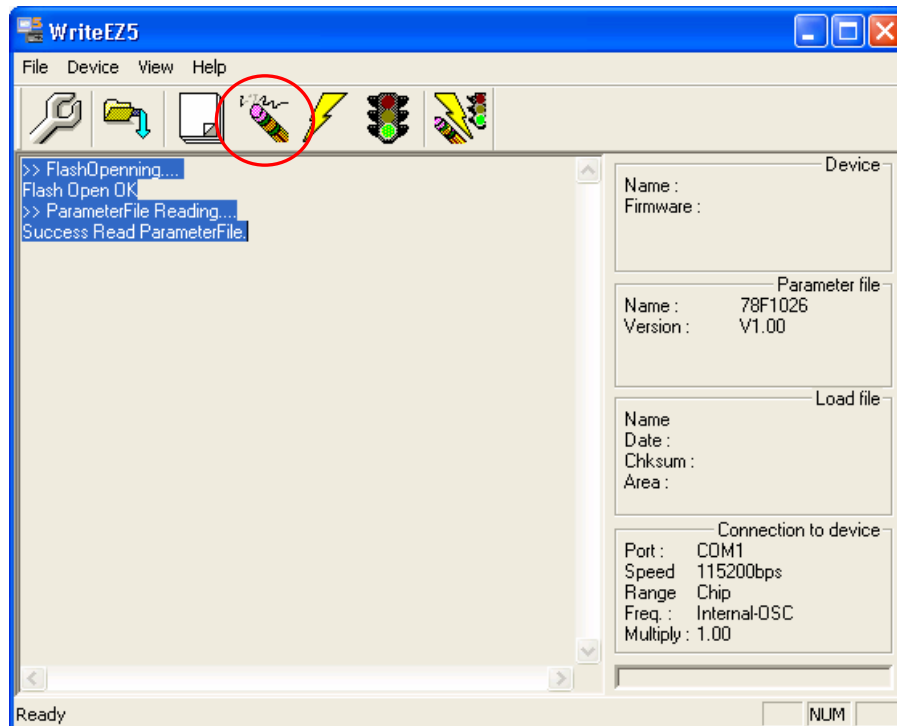 WriteEZ5
File Device View Help
>> FlashOpenning....
Flash Open OK
>> ParameterFile Reading....
Success Read ParameterFile.
Device
Name :
Firmware :
Parameter file
Name : 78F1026
Version : V1.00
Load file
Name
Date :
Chksum :
Area :
Connection to device
Port : COM1
Speed 115200bps
Range Chip
Freq. : Internal-OSC
Multiply : 1.00
Ready
NUM